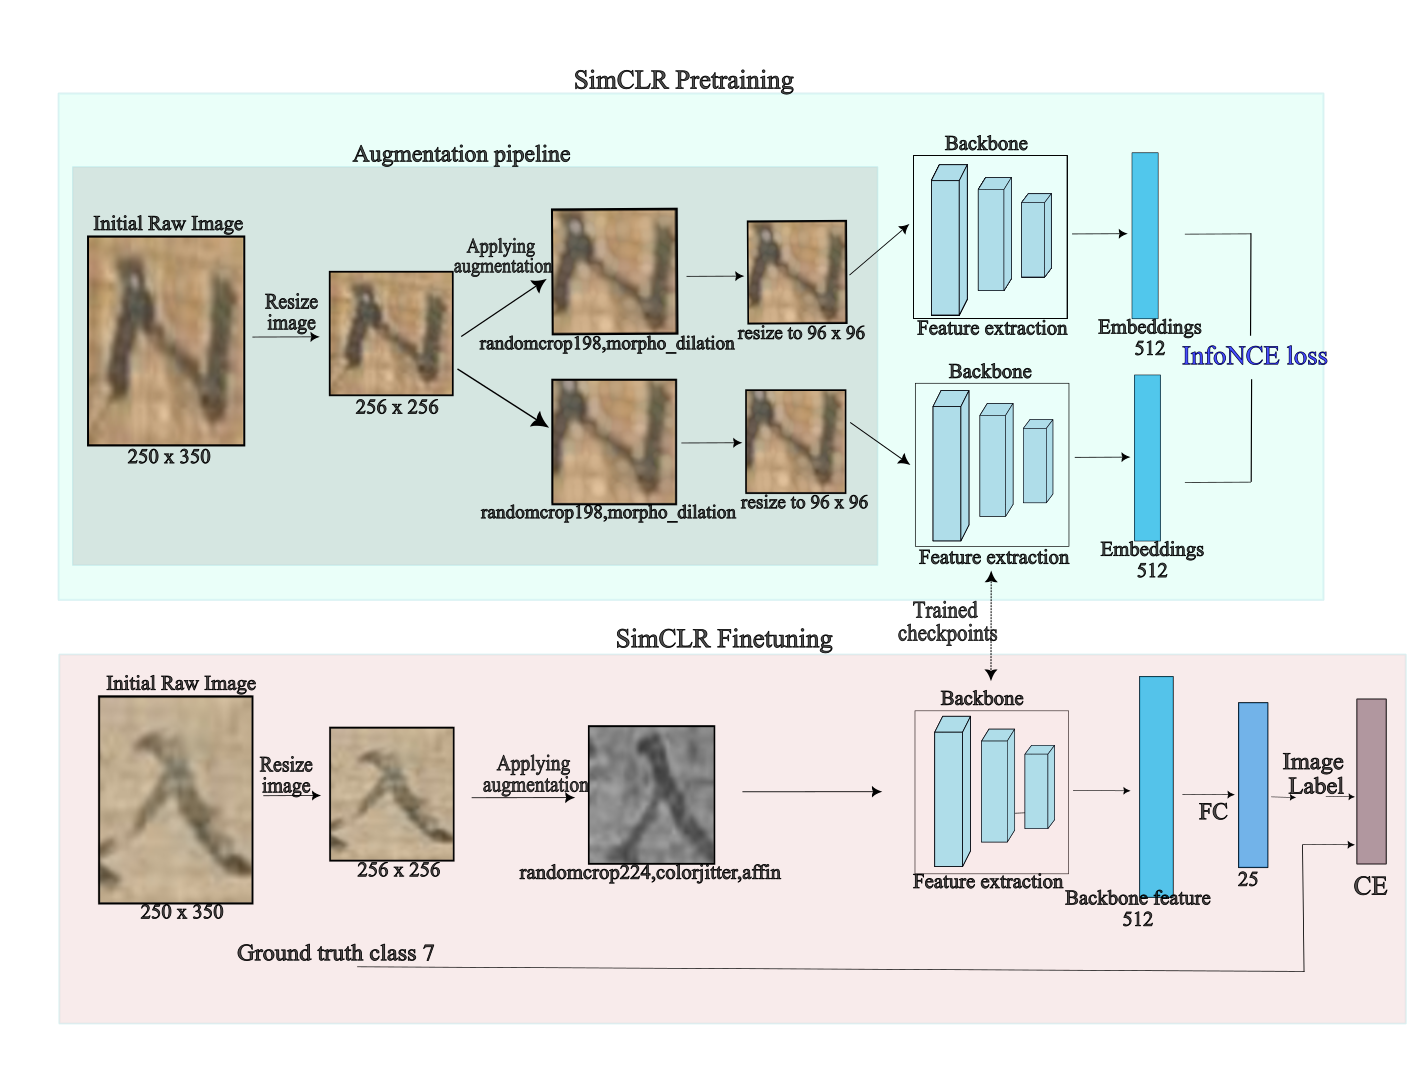 SimCLR Pretraining
Augmentation pipeline
Initial Raw Image
250 x 350
Resize
image
256 x 256
Applying
augmentation
randomcrop198,morpho_dilation
resize to 96 x 96
randomcrop198,morpho_dilation
resize to 96 x 96
Backbone
Feature extraction
Embeddings
512
InfoNCE loss
Backbone
Feature extraction
Embeddings
512
Trained
checkpoints
SimCLR Finetuning
Initial Raw Image
250 x 350
Resize
image
256 x 256
Applying
augmentation
randomcrop224,colorjitter,affin
Backbone
Feature extraction
Backbone feature
512
FC
25
Image
Label
CE
Ground truth class 7